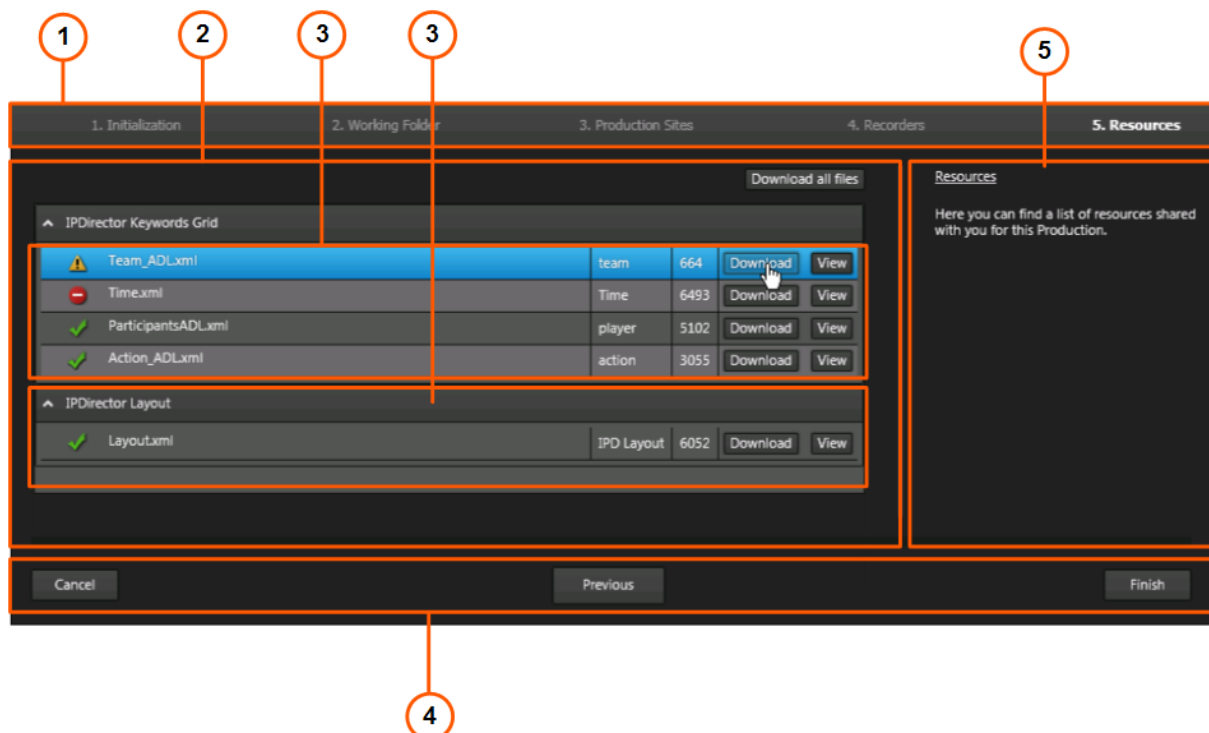 1 2 3 3 5
1. Initialization 2. Working Folder 3. Production Sites 4. Recorders 5. Resources
Download all files
IPDirector Keywords Grid
Team_ADL.xml team 664 Download View
Time.xml Time 6493 Download View
ParticipantsADL.xml player 5102 Download View
Action_ADL.xml action 3055 Download View
IPDirector Layout
Layout.xml IPD Layout 6052 Download View
Resources
Here you can find a list of resources shared
with you for this Production.
Cancel Previous Finish
4